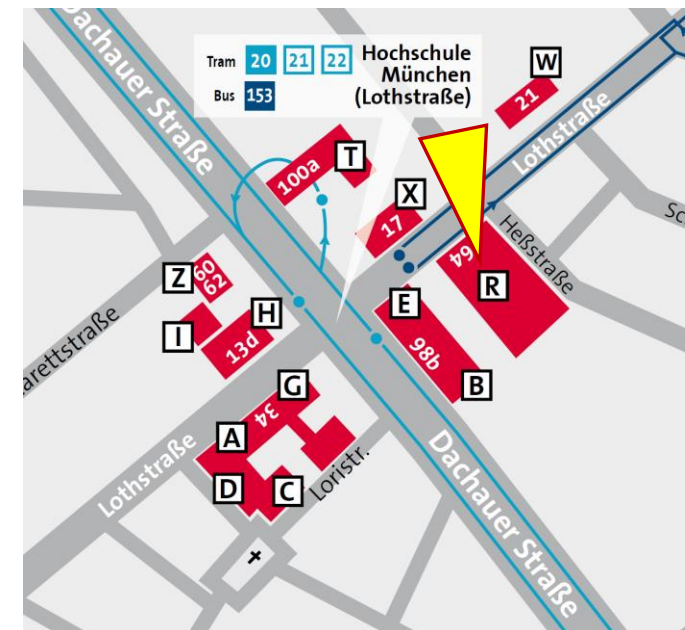 Dachauer Straße
Tram 20 21 22
Bus 153
Hochschule
München
(Lothstraße)
W
21
Lothstraße
T
100a
X
17
Heßstraße
64
R
Z
60
62
I
H
13d
E
98b
B
G
34
A
D
C
Loristr.
Lothstraße
arettstraße
Dachauer Straße
Sc